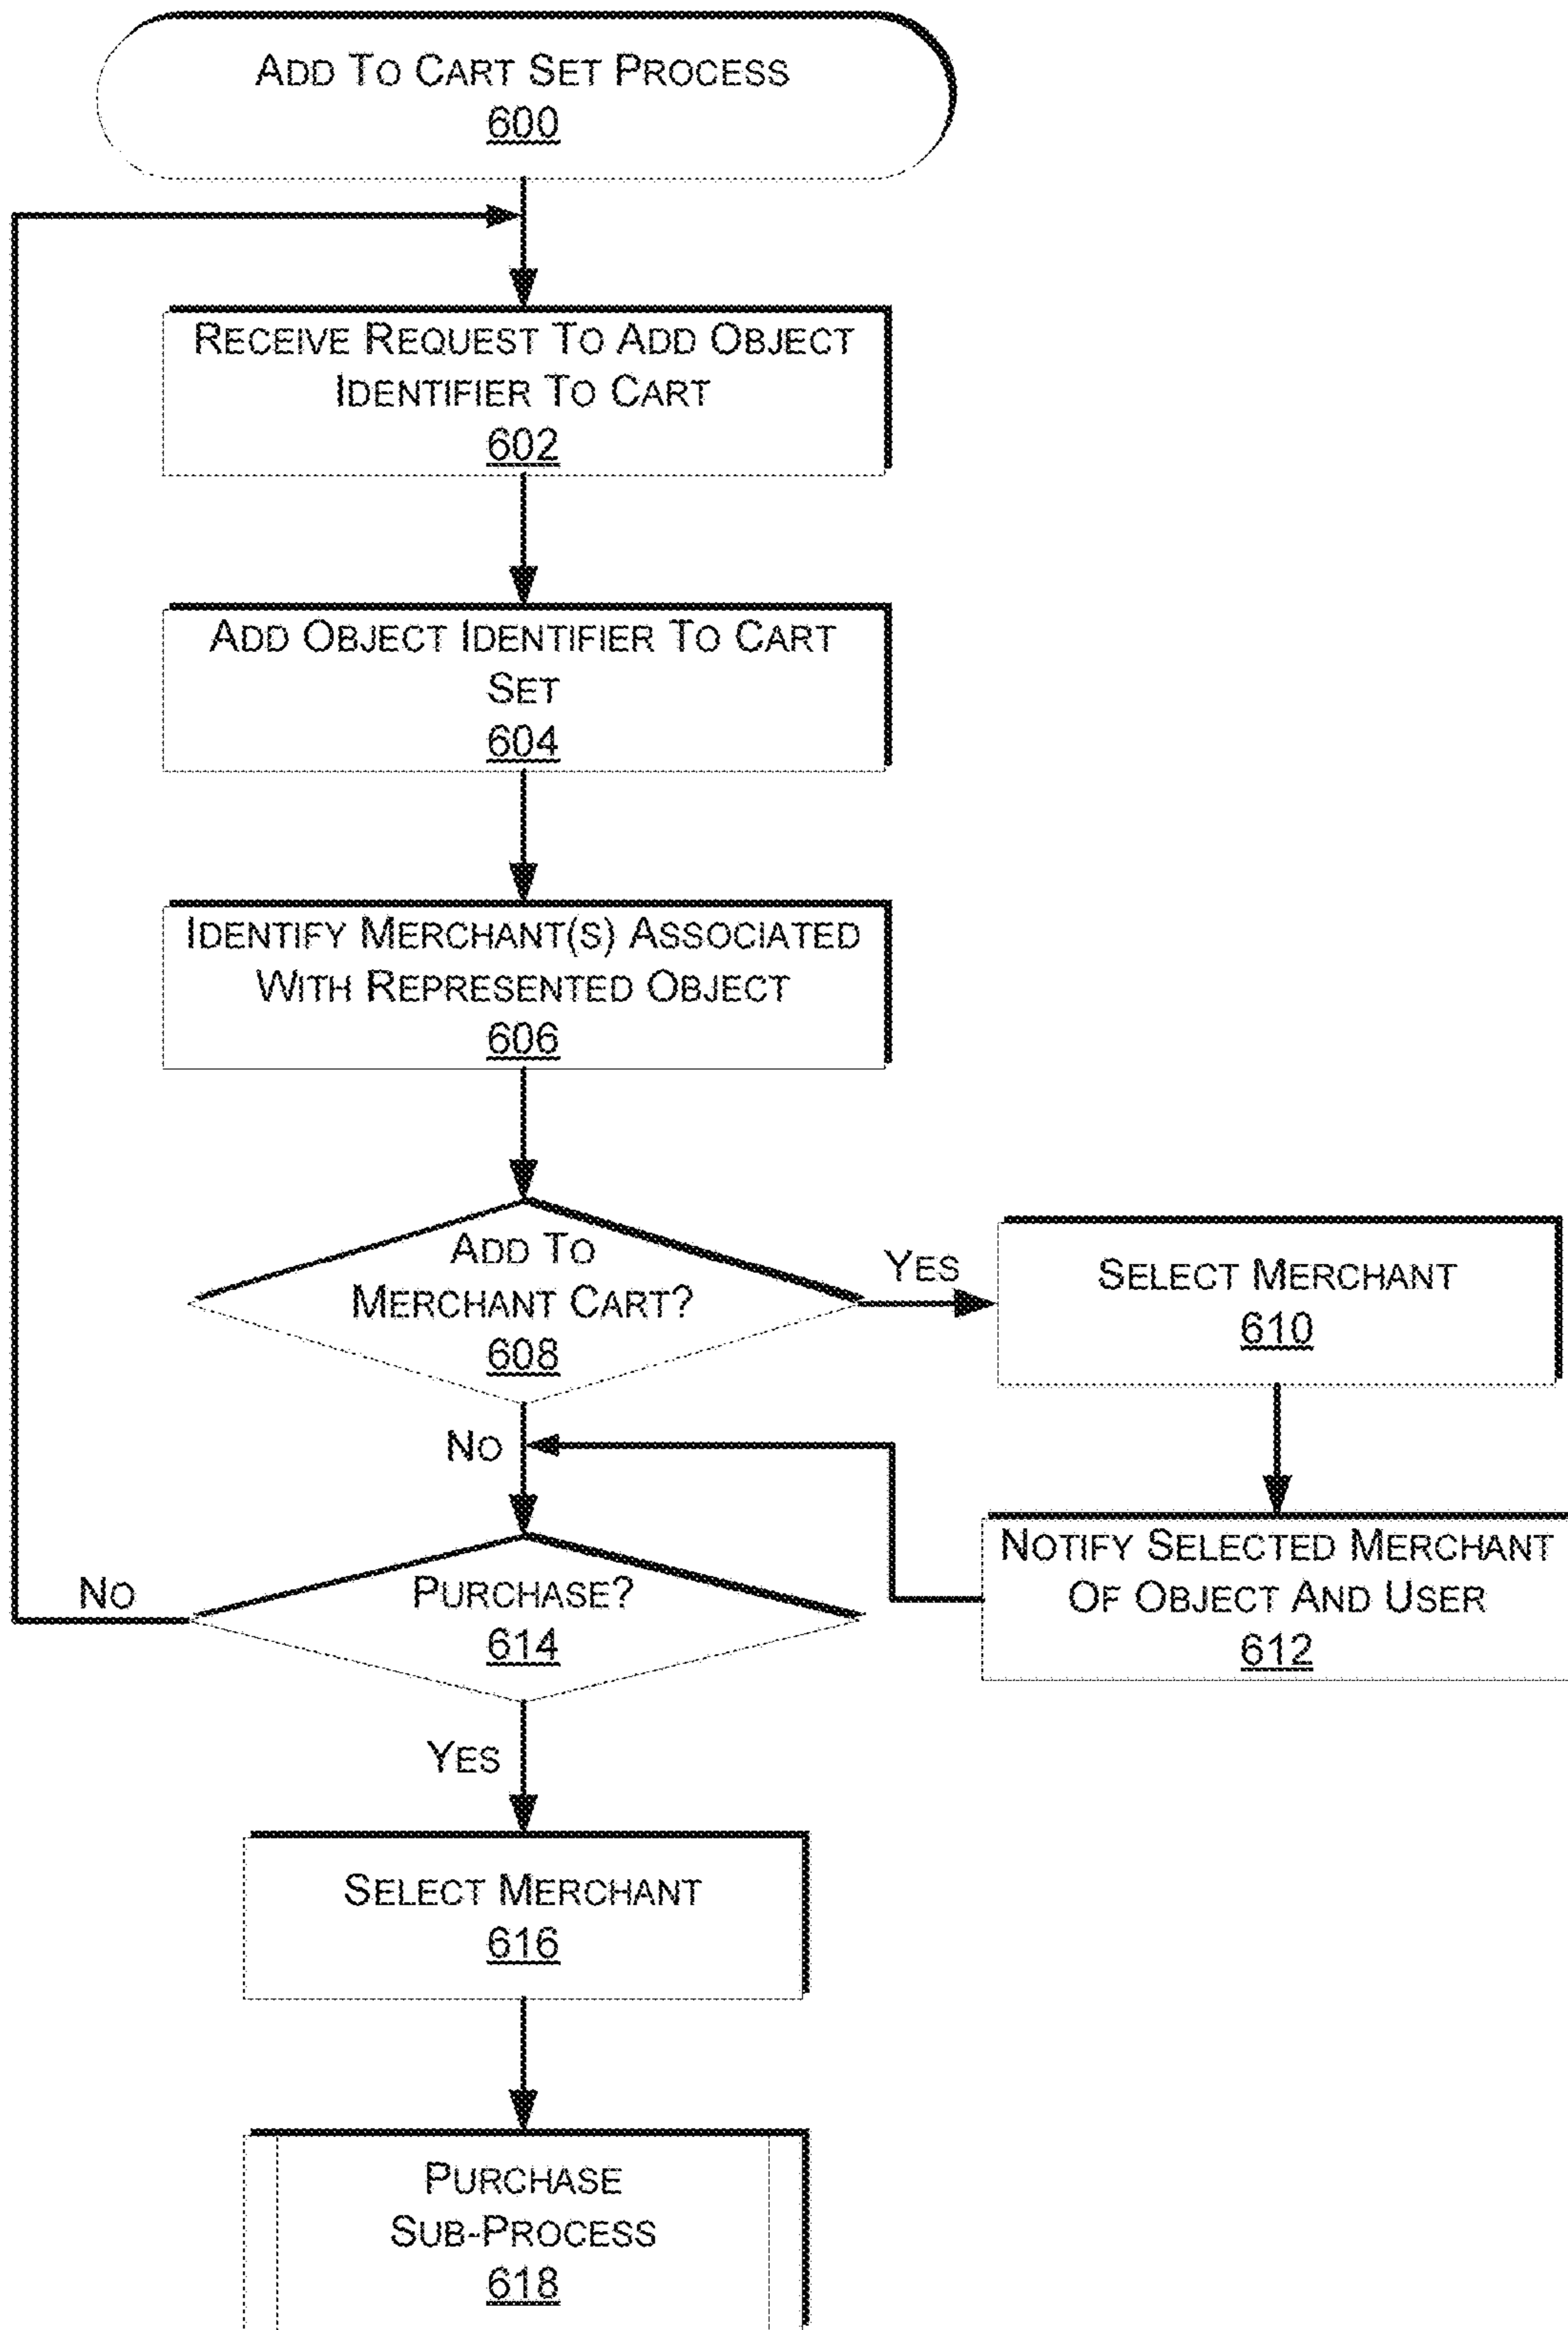 ADD TO CART SET PROCESS
600
RECEIVE REQUEST TO ADD OBJECT
IDENTIFIER TO CART
602
ADD OBJECT IDENTIFIER TO CART
SET
604
IDENTIFY MERCHANT(S) ASSOCIATED
WITH REPRESENTED OBJECT
606
ADD TO
MERCHANT CART?
608
YES
SELECT MERCHANT
610
NO
NOTIFY SELECTED MERCHANT
OF OBJECT AND USER
612
NO
PURCHASE?
614
YES
SELECT MERCHANT
616
PURCHASE
SUB-PROCESS
618